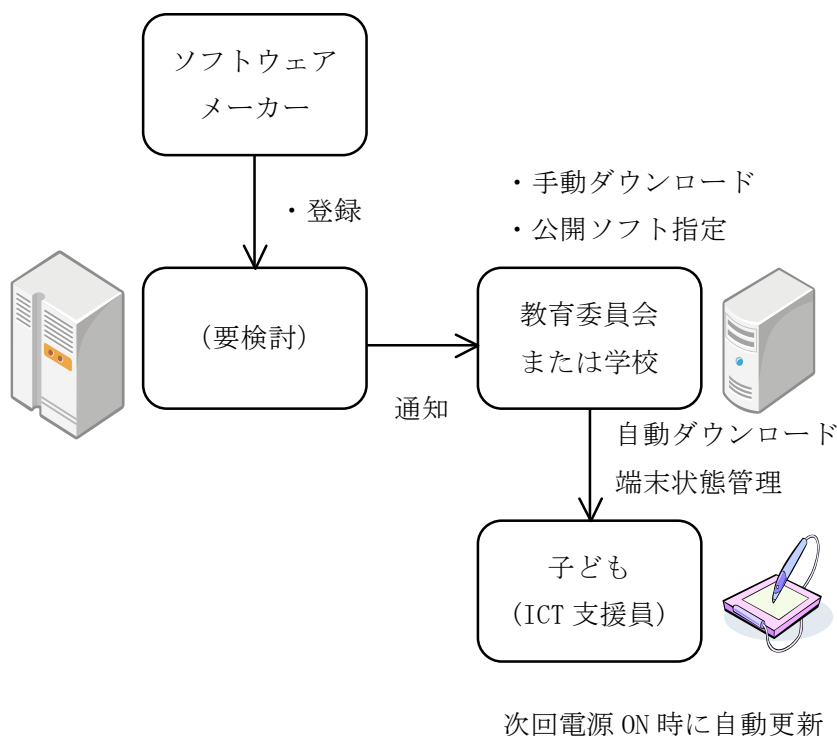 ソフトウェア
メーカー
・登録
・手動ダウンロード
・公開ソフト指定
(要検討)
教育委員会
または学校
通知
自動ダウンロード
端末状態管理
子ども
(ICT 支援員)
次回電源 ON 時に自動更新